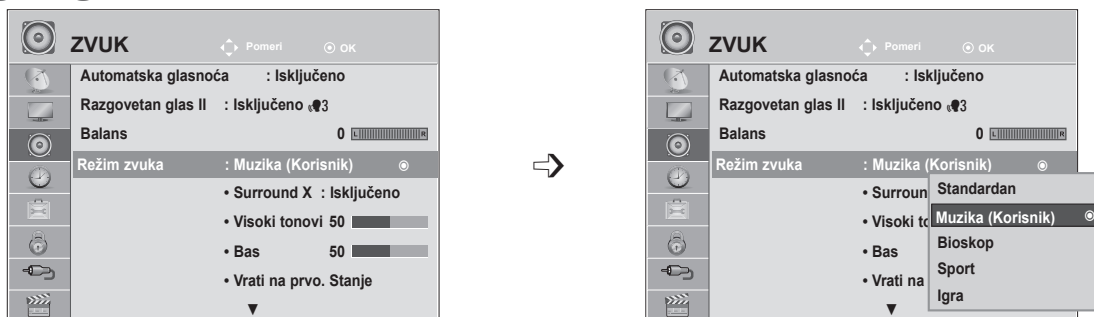 ZVUK Pomeri OK
Automatska glasnoća : Isključeno
Razgovetan glas II : Isključeno 3
Balans 0 L R
Režim zvuka : Muzika (Korisnik)
• Surround X : Isključeno
• Visoki tonovi 50
• Bas 50
• Vrati na prvo. Stanje
▼
ZVUK Pomeri OK
Automatska glasnoća : Isključeno
Razgovetan glas II : Isključeno 3
Balans 0 L R
Režim zvuka : Muzika (Korisnik)
• Surroun
• Visoki to
• Bas
• Vrati na
▼
Standardan
Muzika (Korisnik)
Bioskop
Sport
Igra